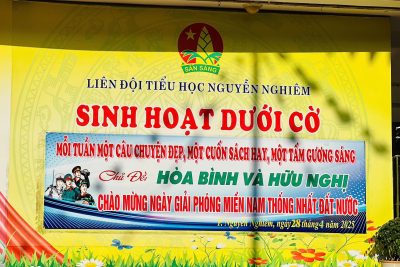 SẴN SÀNG
LIÊN ĐỘI TIỂU HỌC NGUYỄN NGHIÊM
SINH HOẠT DƯỚI CỜ
MỖI TUẦN MỘT CÂU CHUYỆN ĐẸP, MỘT CUỐN SÁCH HAY, MỘT TẤM GƯƠNG SÁNG
Chủ Đề HÒA BÌNH VÀ HỮU NGHỊ
CHÀO MỪNG NGÀY GIẢI PHÓNG MIỀN NAM THỐNG NHẤT ĐẤT NƯỚC
Nguyễn Nghiêm, ngày 28 tháng 4 năm 2025